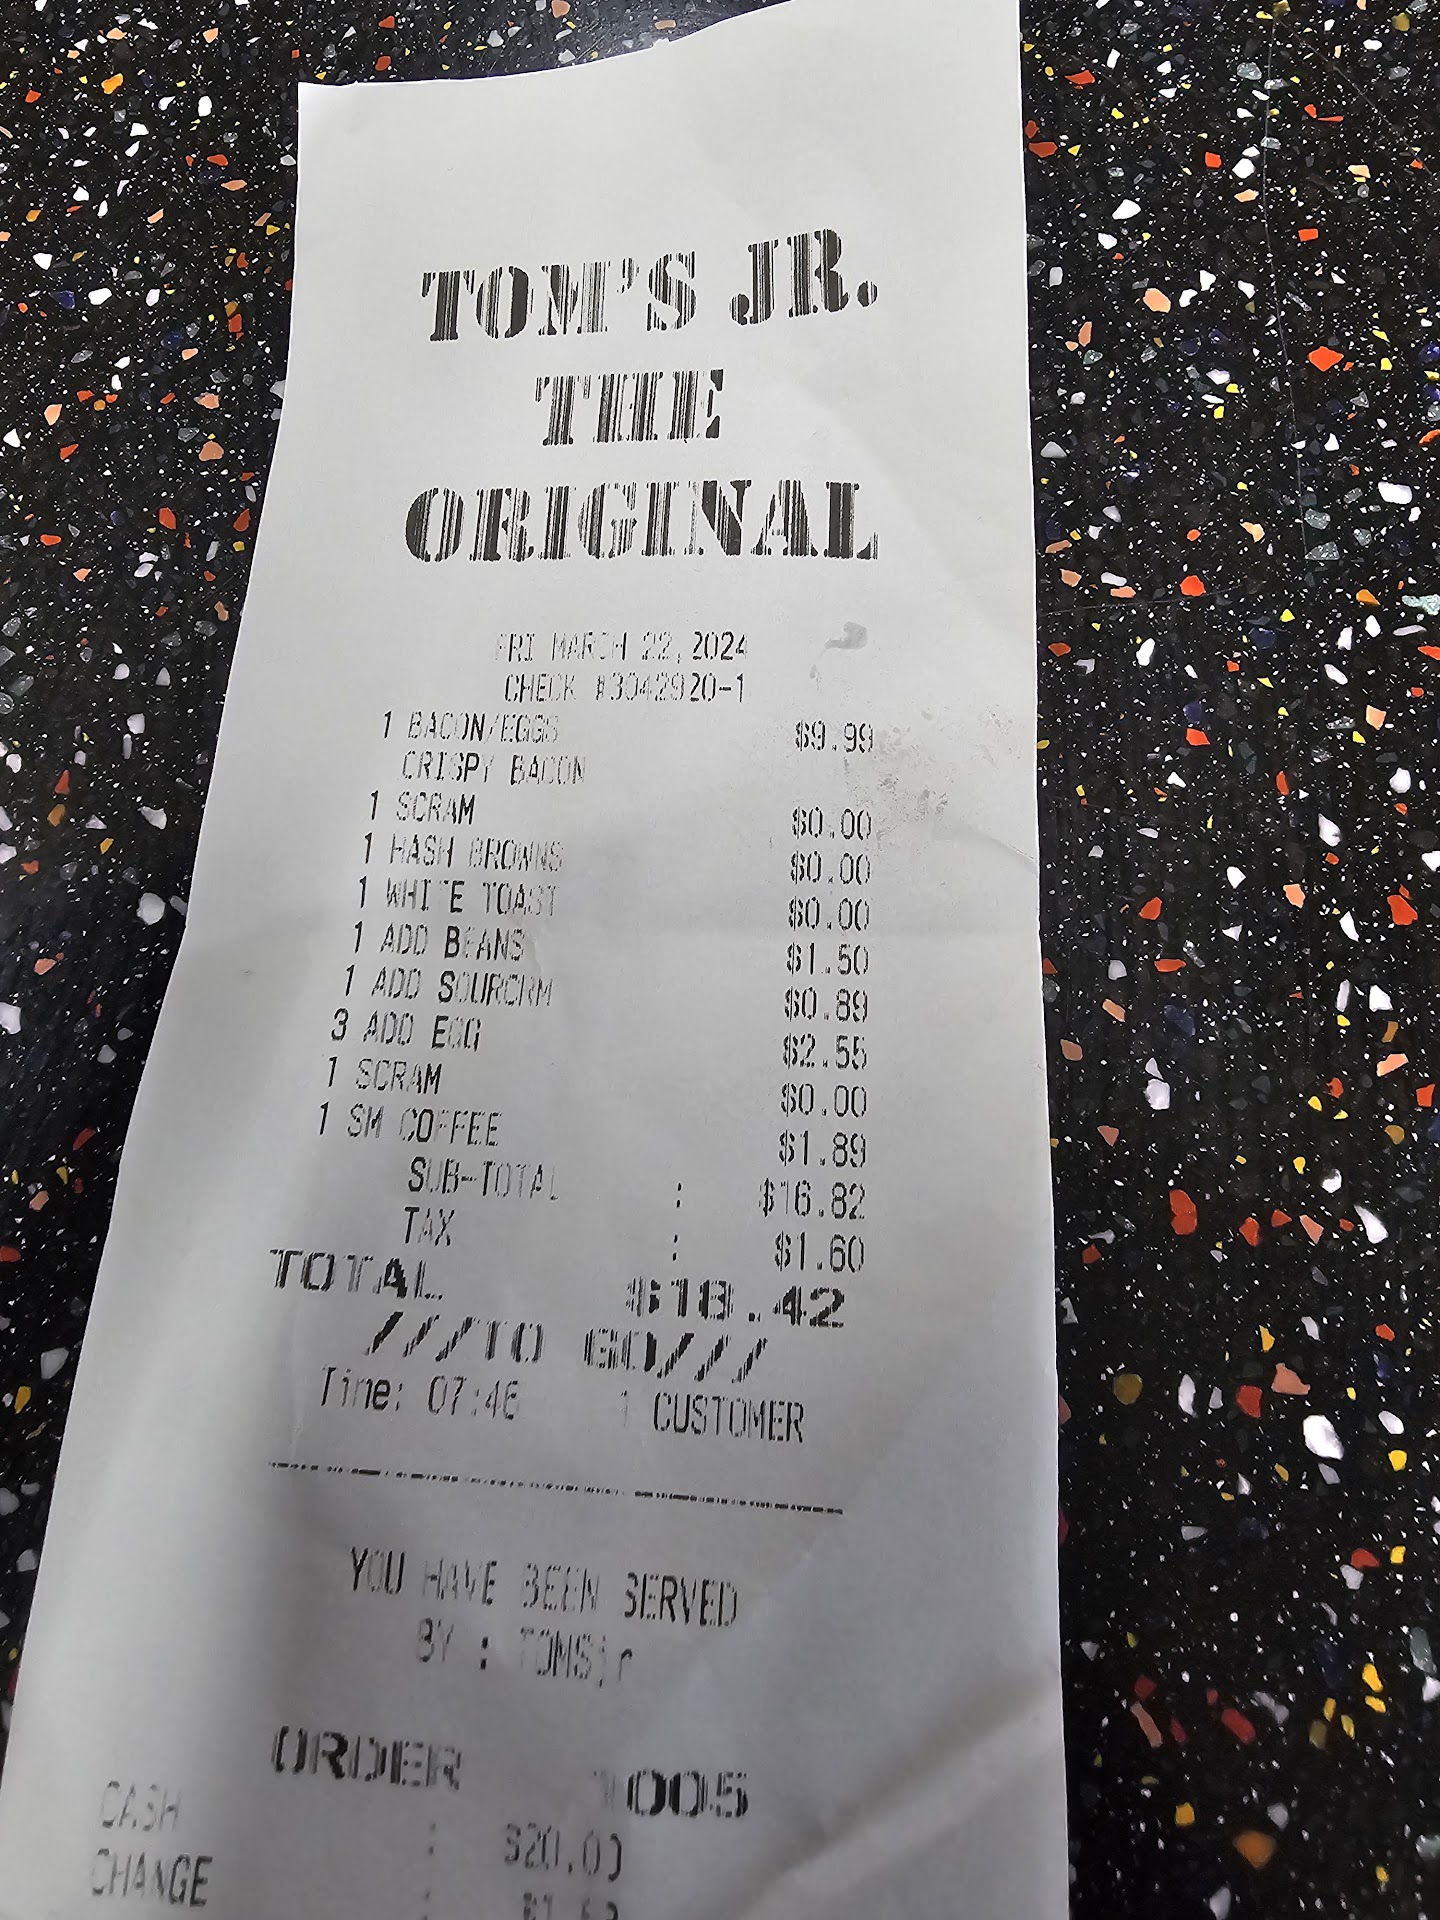 TOM'S JR.
THE
ORIGINAL
FRI MARCH 22,2024
CHECK #3042920-1
1 BACON/EGGS $9.99
CRISPY BACON
1 SCRAM $0.00
1 HASH BROWNS $0.00
1 WHITE TOAST $0.00
1 ADD BEANS $1.50
1 ADD SOURCRM $0.89
3 ADD EGG $2.55
1 SCRAM $0.00
1 SM COFFEE $1.89
SUB-TOTAL : $16.82
TAX : $1.60
TOTAL $18.42
///TO GO///
Time: 07:46 1 CUSTOMER
YOU HAVE BEEN SERVED
BY : TOMSjr
ORDER 1005
CASH : $20.00
CHANGE :